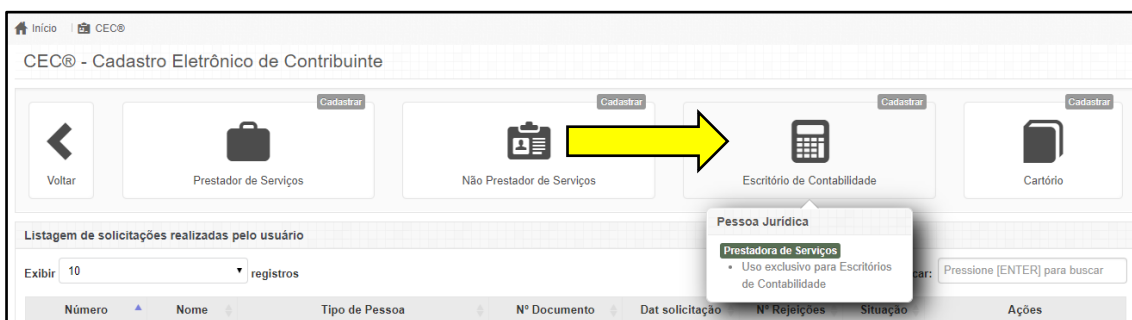 Início CEC®
CEC® - Cadastro Eletrônico de Contribuinte
Cadastrar Cadastrar Cadastrar Cadastrar
Voltar Prestador de Serviços Não Prestador de Serviços Escritório de Contabilidade Cartório
Pessoa Jurídica
Listagem de solicitações realizadas pelo usuário
Prestadora de Serviços
Uso exclusivo para Escritórios
de Contabilidade
Exibir 10 registros Pressione [ENTER] para buscar
Número Nome Tipo de Pessoa Nº Documento Dat solicitação Nº Rejeições Situação Ações